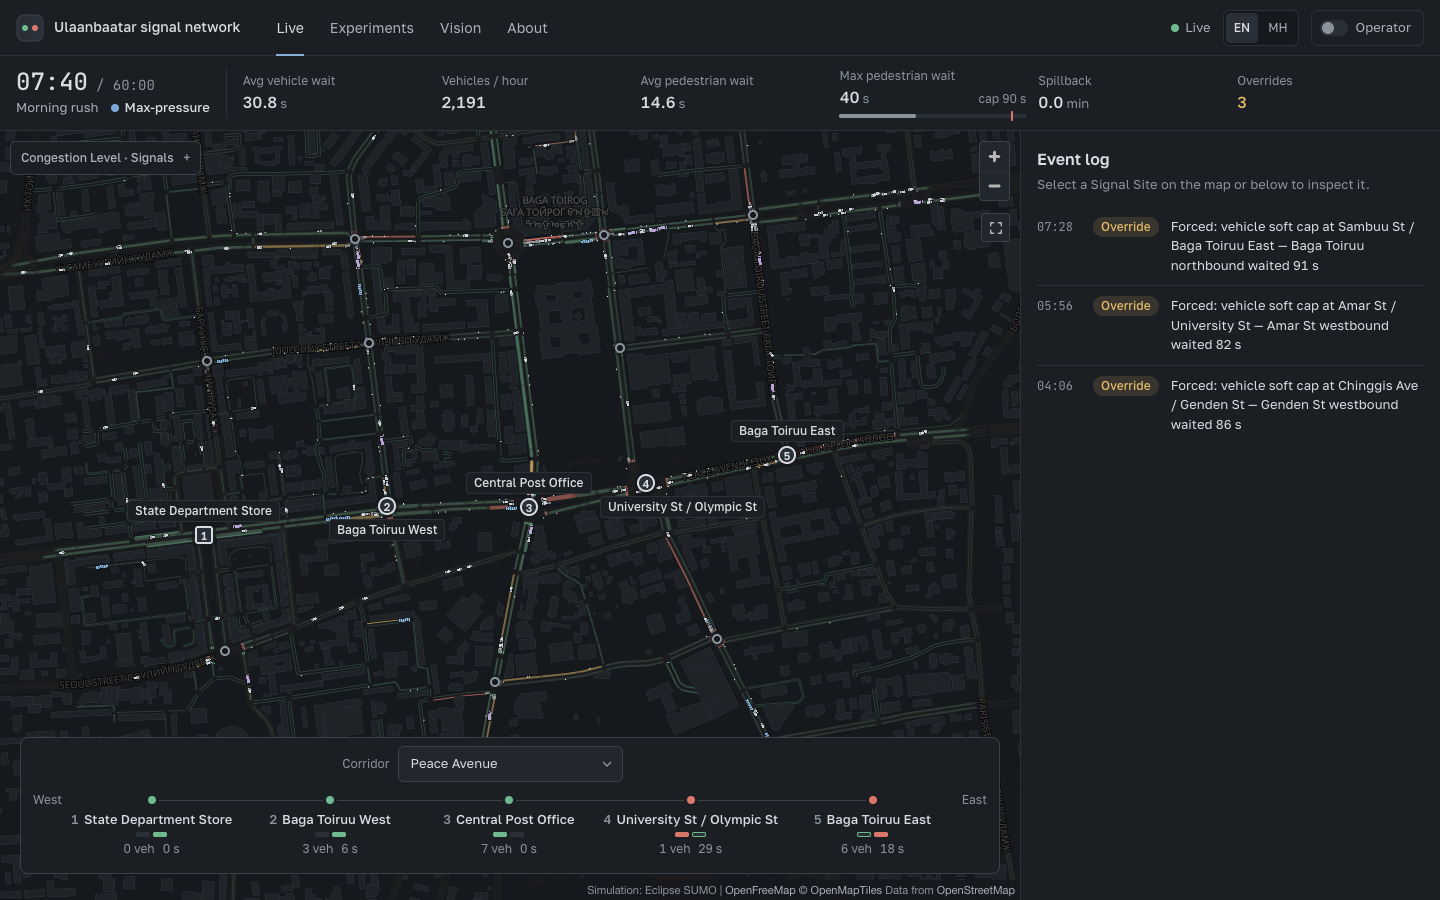 Ulaanbaatar signal network
Live
Experiments
Vision
About
Live
EN
МН
Operator
07:40 / 60:00
Morning rush
Max-pressure
Avg vehicle wait
30.8 s
Vehicles / hour
2,191
Avg pedestrian wait
14.6 s
Max pedestrian wait
40 s
cap 90 s
Spillback
0.0 min
Overrides
3
Congestion Level · Signals +
BAGA TOIROG
БАГА ТОЙРОГ
State Department Store
1
2
Baga Toiruu West
Central Post Office
3
4
University St / Olympic St
Baga Toiruu East
5
SEOUL STREET
Corridor
Peace Avenue
West
East
1 State Department Store
0 veh 0 s
2 Baga Toiruu West
3 veh 6 s
3 Central Post Office
7 veh 0 s
4 University St / Olympic St
1 veh 29 s
5 Baga Toiruu East
6 veh 18 s
Simulation: Eclipse SUMO | OpenFreeMap © OpenMapTiles Data from OpenStreetMap
Event log
Select a Signal Site on the map or below to inspect it.
07:28
Override
Forced: vehicle soft cap at Sambuu St /
Baga Toiruu East — Baga Toiruu
northbound waited 91 s
05:56
Override
Forced: vehicle soft cap at Amar St /
University St — Amar St westbound
waited 82 s
04:06
Override
Forced: vehicle soft cap at Chinggis Ave
/ Genden St — Genden St westbound
waited 86 s